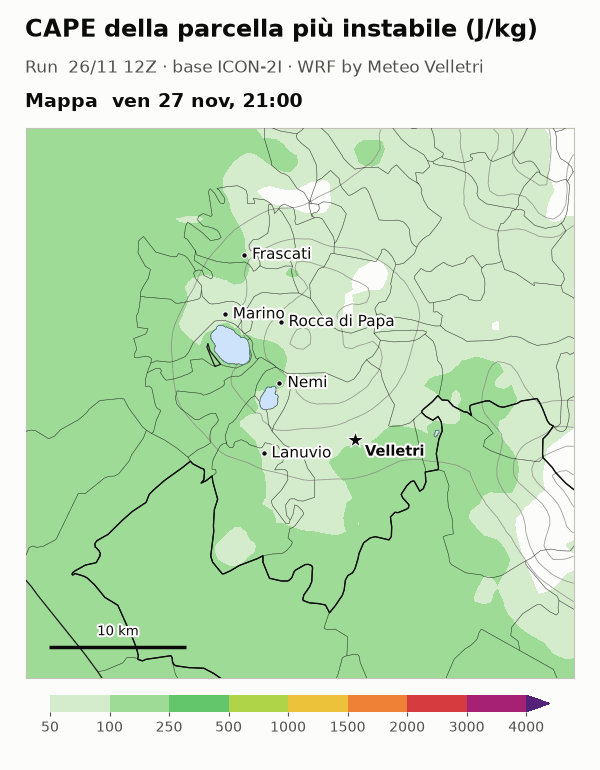 CAPE della parcella più instabile (J/kg)
Run  26/11 12Z · base ICON-2I · WRF by Meteo Velletri
Mappa  ven 27 nov, 21:00
Frascati
Marino
Rocca di Papa
Nemi
Velletri
Lanuvio
10 km
50 100 250 500 1000 1500 2000 3000 4000